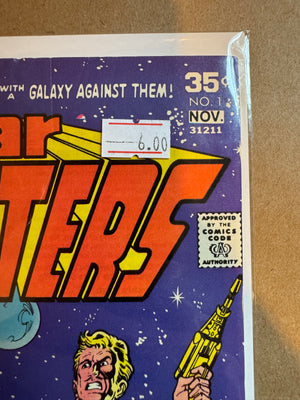 WITH A GALAXY AGAINST THEM!
35¢
NO. 1
NOV.
31211
ar
6.00
TERS
APPROVED
BY THE
COMICS
CODE
CA
AUTHORITY